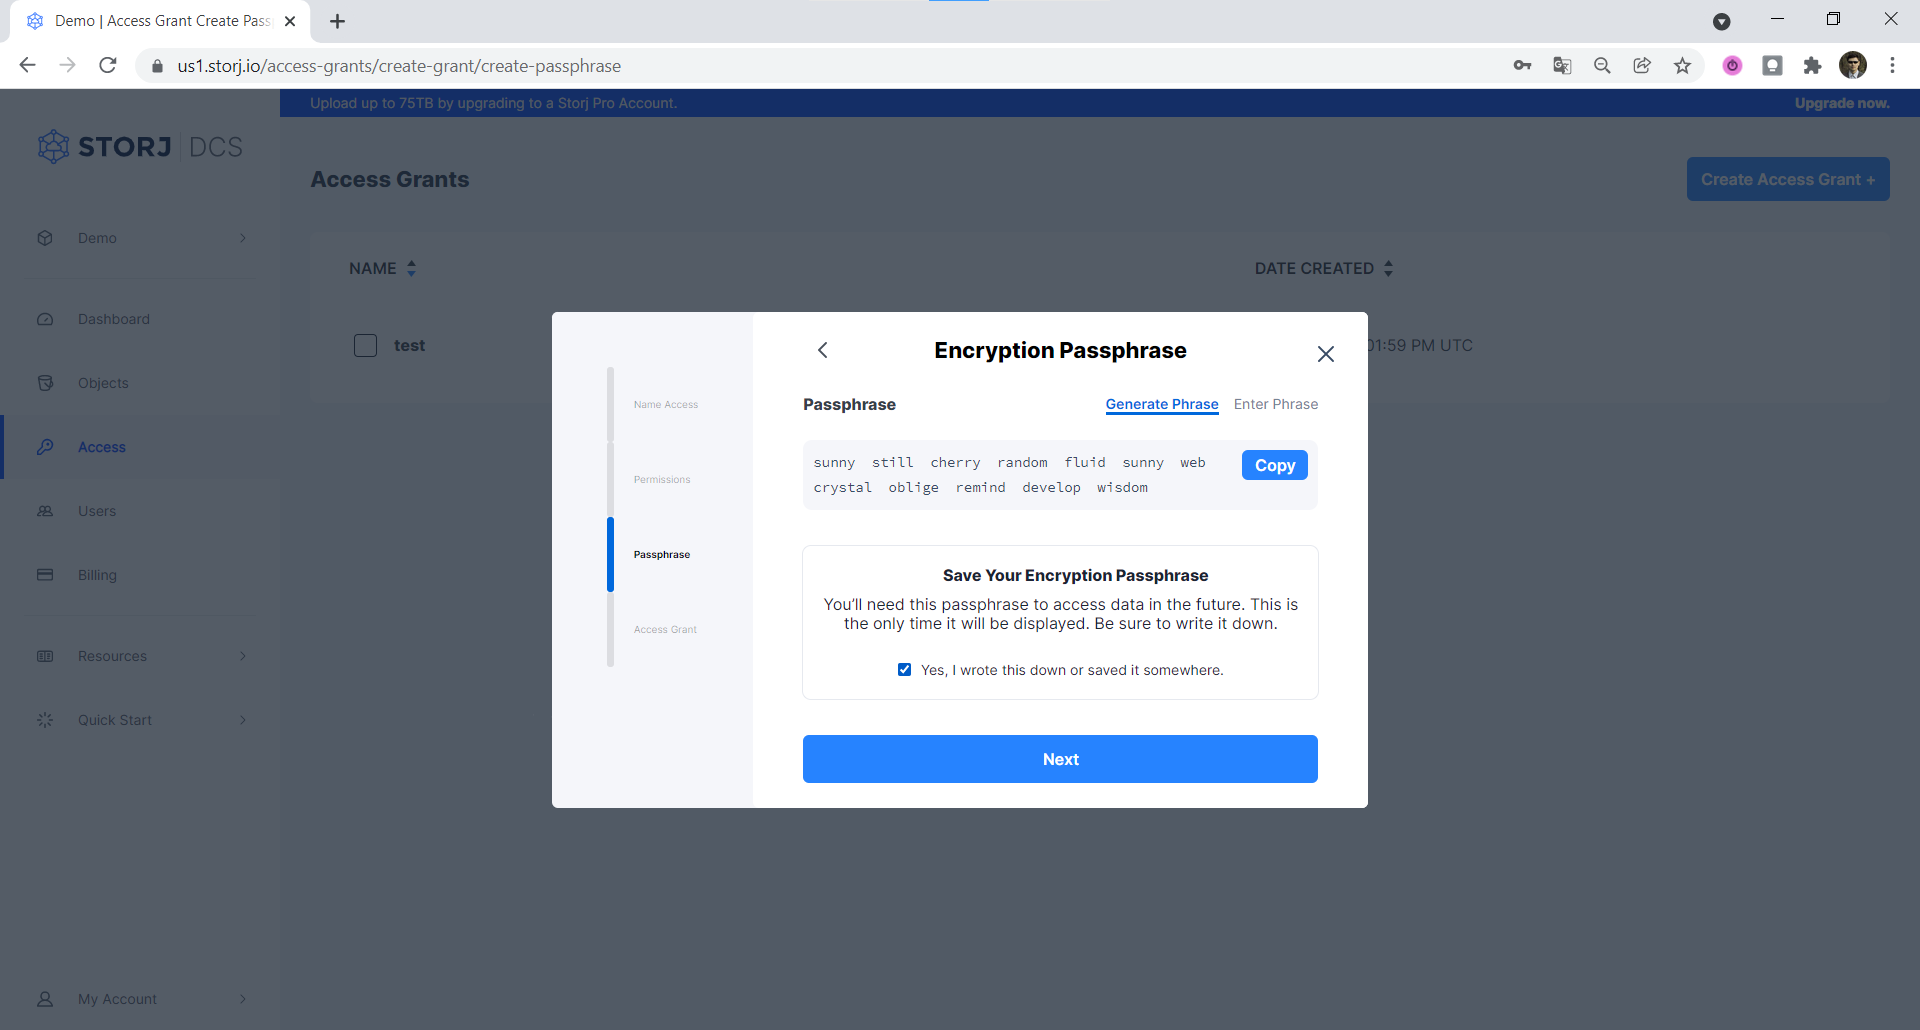 Demo | Access Grant Create Pass
us1.storj.io/access-grants/create-grant/create-passphrase
Upload up to 75TB by upgrading to a Storj Pro Account.
Upgrade now.
STORJ | DCS
Access Grants
Create Access Grant +
Demo
NAME
DATE CREATED
Dashboard
test
01:59 PM UTC
Objects
Access
Users
Billing
Resources
Quick Start
My Account
Name Access
Permissions
Passphrase
Access Grant
Encryption Passphrase
Passphrase
Generate Phrase
Enter Phrase
sunny still cherry random fluid sunny web
crystal oblige remind develop wisdom
Copy
Save Your Encryption Passphrase
You'll need this passphrase to access data in the future. This is
the only time it will be displayed. Be sure to write it down.
Yes, I wrote this down or saved it somewhere.
Next